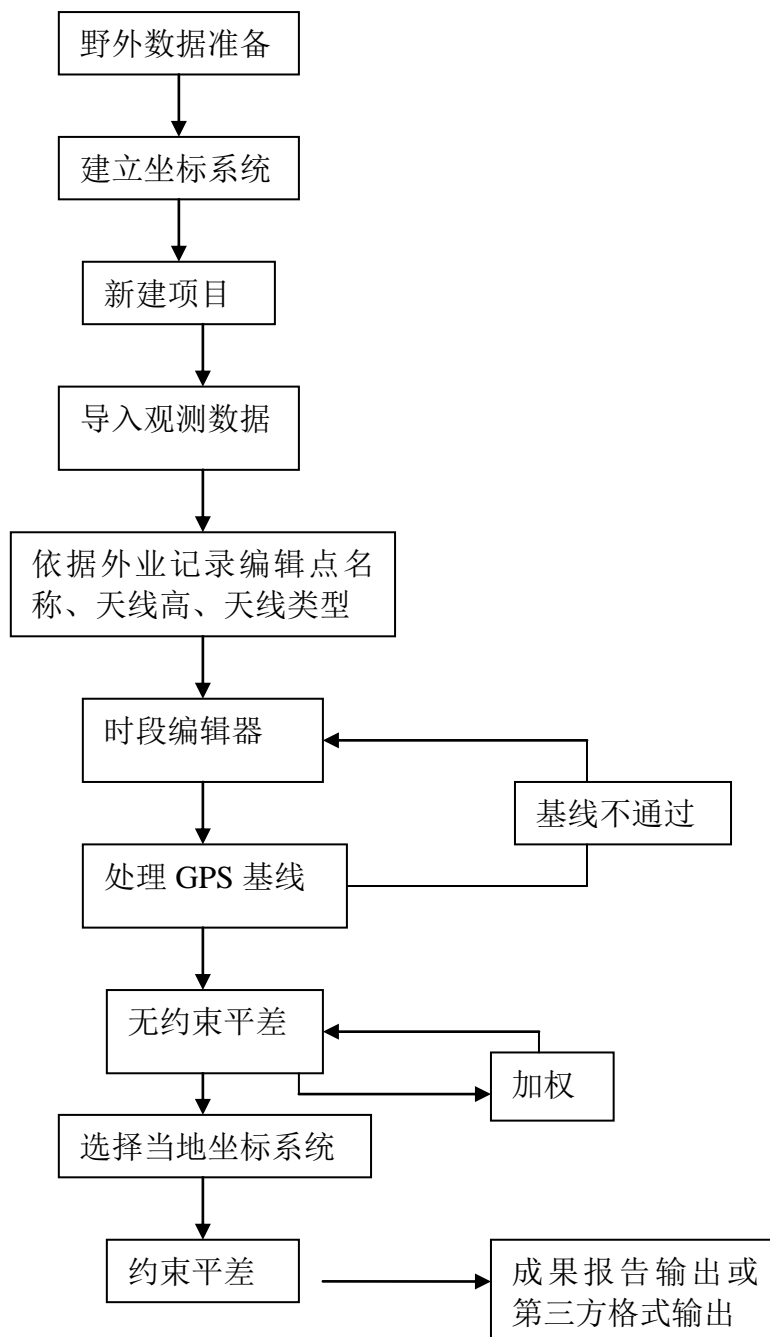 野外数据准备
建立坐标系统
新建项目
导入观测数据
依据外业记录编辑点名
称、天线高、天线类型
时段编辑器
基线不通过
处理 GPS 基线
无约束平差
加权
选择当地坐标系统
约束平差
成果报告输出或
第三方格式输出